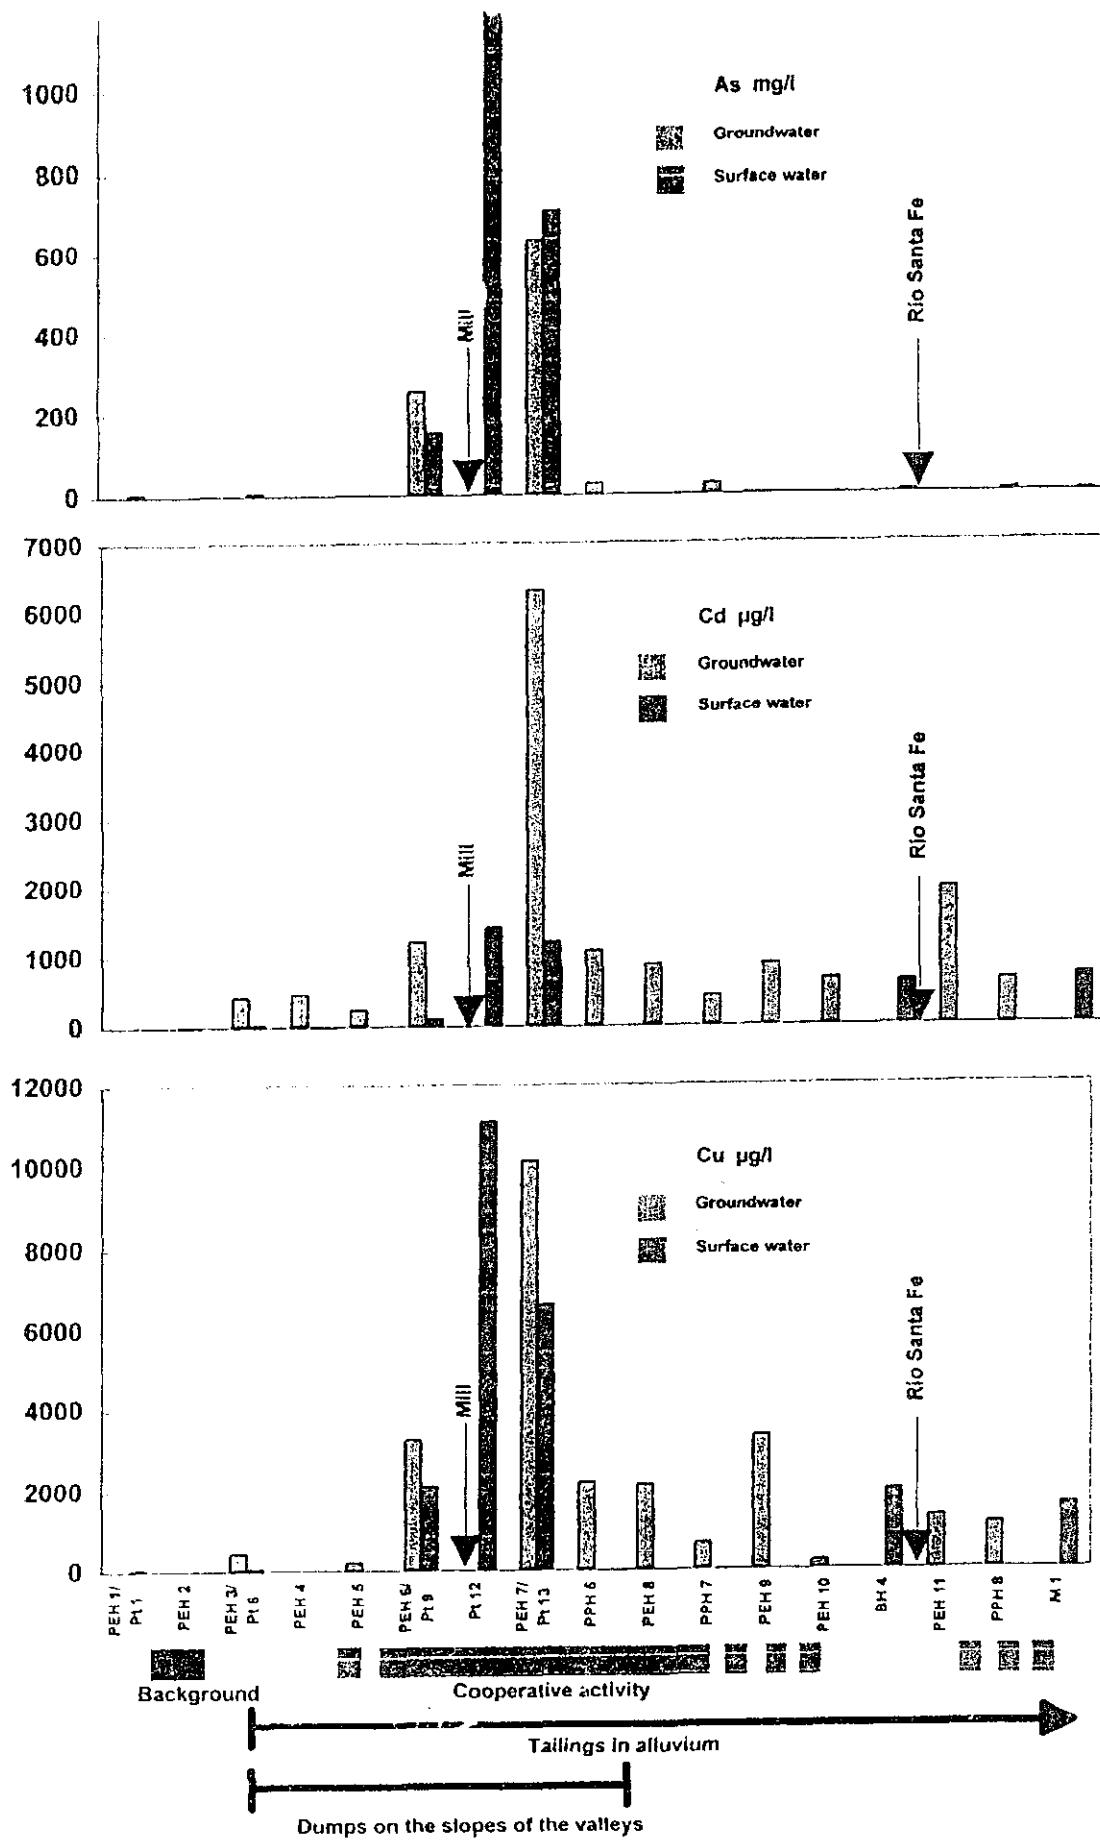 1000
800
600
400
200
0
As mg/l
Groundwater
Surface water
Mill
Rio Santa Fe
7000
6000
5000
4000
3000
2000
1000
0
Cd µg/l
Groundwater
Surface water
Mill
Rio Santa Fe
12000
10000
8000
6000
4000
2000
0
Cu µg/l
Groundwater
Surface water
Mill
Rio Santa Fe
PEH 1/
Pt 1
PEH 2
PEH 3/
Pt 6
PEH 4
PEH 5
PEH 6/
Pt 9
Pt 12
PEH 7/
Pt 13
PPH 6
PEH 8
PPH 7
PEH 9
PEH 10
BH 4
PEH 11
PPH 8
M 1
Background
Cooperative activity
Tailings in alluvium
Dumps on the slopes of the valleys